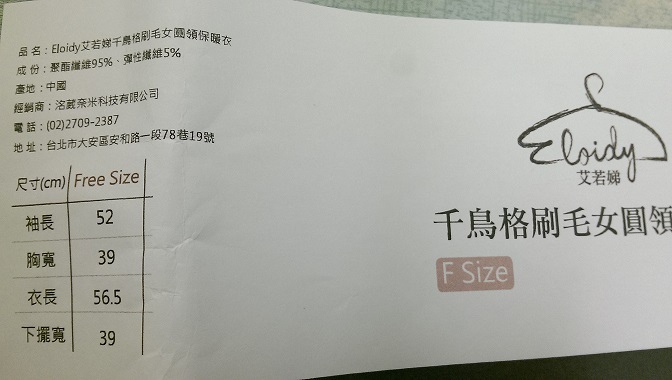 品 名：Eloidy艾若娣千鳥格刷毛女圓領保暖衣
成 份：聚酯纖維95%、彈性纖維5%
產地：中國
經銷商：洺葳奈米科技有限公司
電 話：(02)2709-2387
地 址：台北市大安區安和路一段78巷19號
尺寸(cm) Free Size
袖長 52
胸寬 39
衣長 56.5
下擺寬 39
Eloidy
艾若娣
千鳥格刷毛女圓領
F Size